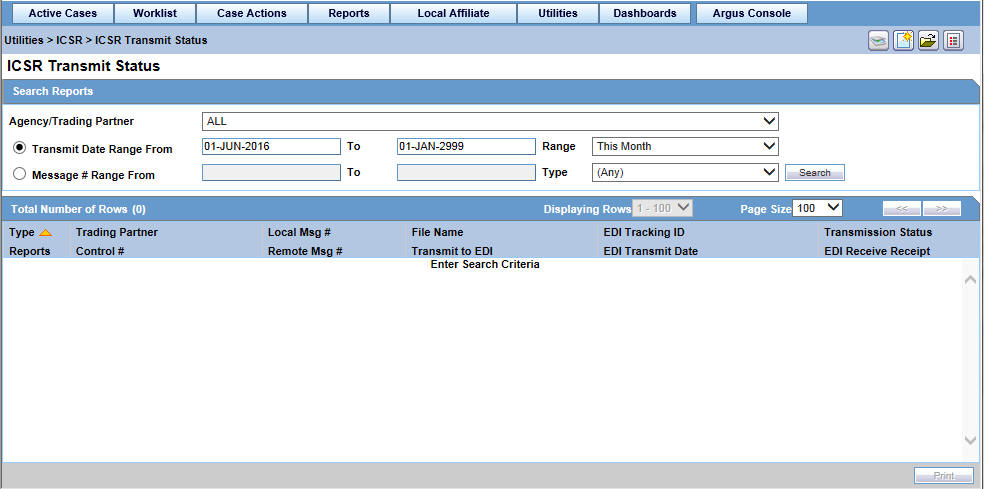 Active Cases Worklist Case Actions Reports Local Affiliate Utilities Dashboards Argus Console
Utilities > ICSR > ICSR Transmit Status
ICSR Transmit Status
Search Reports
Agency/Trading Partner ALL
Transmit Date Range From 01-JUN-2016 To 01-JAN-2999 Range This Month
Message # Range From To Type (Any) Search
Total Number of Rows (0) Displaying Rows 1 - 100 Page Size 100 << >>
Type Trading Partner Local Msg # File Name EDI Tracking ID Transmission Status
Reports Control # Remote Msg # Transmit to EDI EDI Transmit Date EDI Receive Receipt
Enter Search Criteria
Print